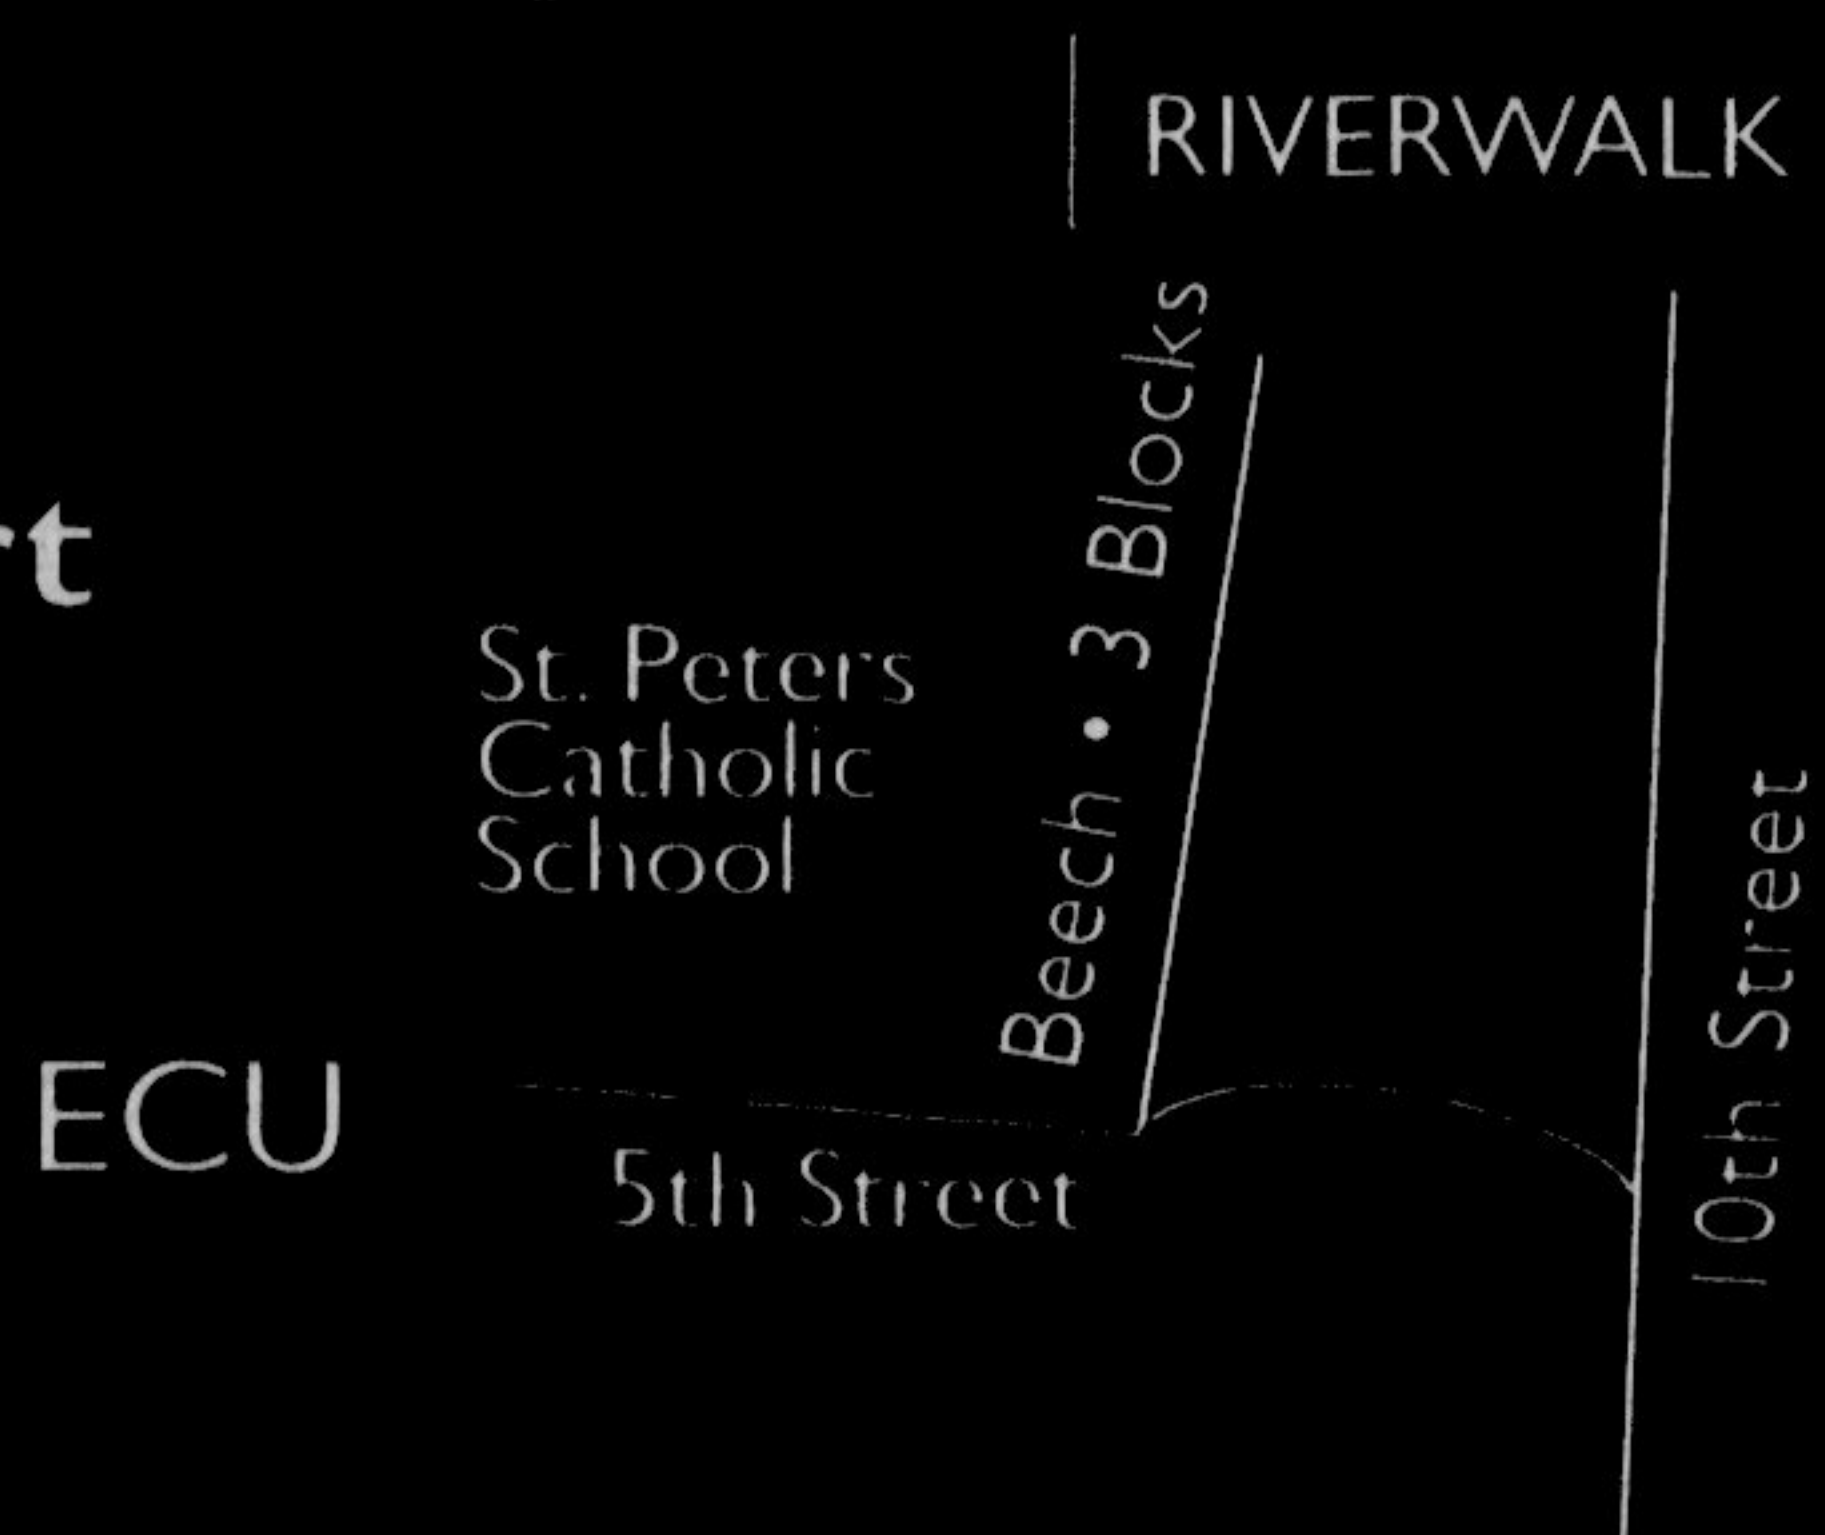 RIVERWALK
Beech • 3 Blocks
St. Peters
Catholic
School
10th Street
ECU
5th Street